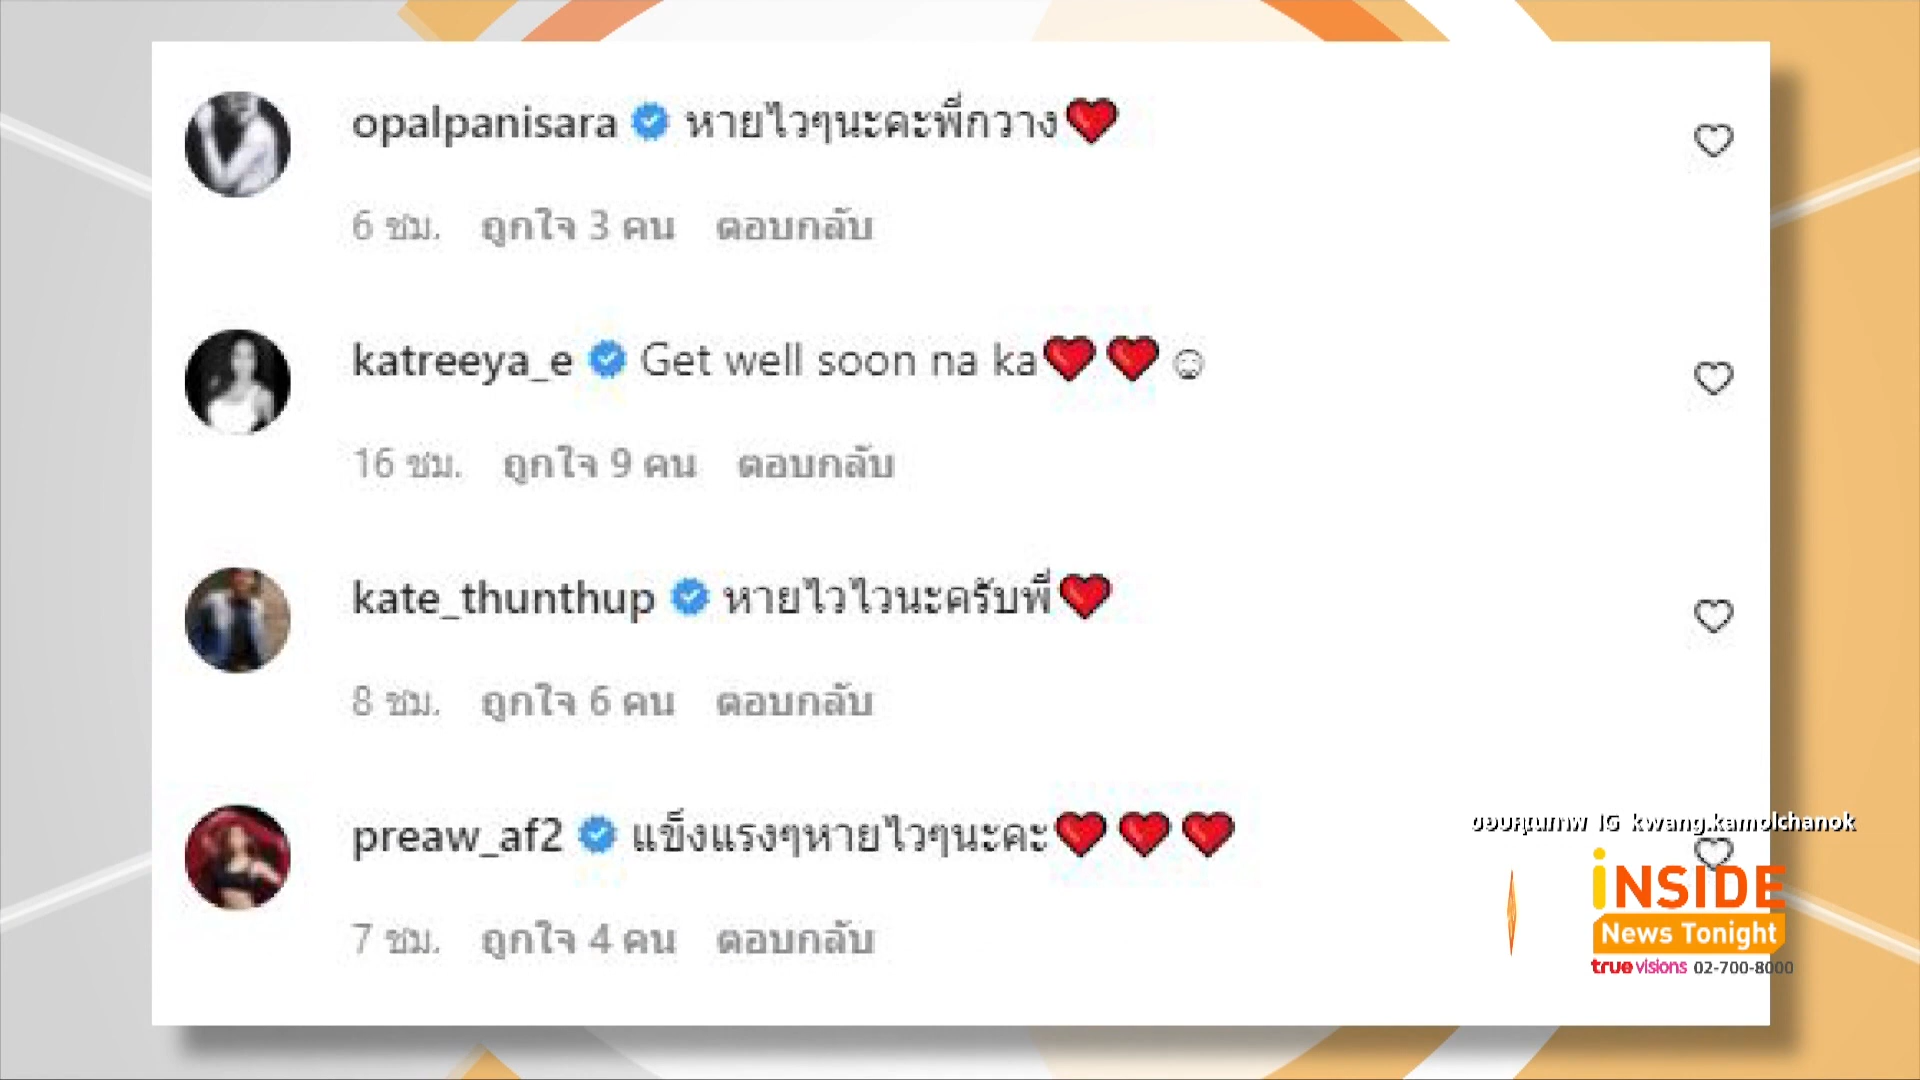 opalpanisara หายไวๆนะคะพี่กวาง❤️
6 ชม. ถูกใจ 3 คน ตอบกลับ
katreeya_e Get well soon na ka❤️❤️☺
16 ชม. ถูกใจ 9 คน ตอบกลับ
kate_thunthup หายไวไวนะครับพี่❤️
8 ชม. ถูกใจ 6 คน ตอบกลับ
preaw_af2 แข็งแรงๆหายไวๆนะคะ❤️❤️❤️
7 ชม. ถูกใจ 4 คน ตอบกลับ
ขอบคุณภาพ IG kwang.kamolchanok
iNSIDE
News Tonight
truevisions 02-700-8000